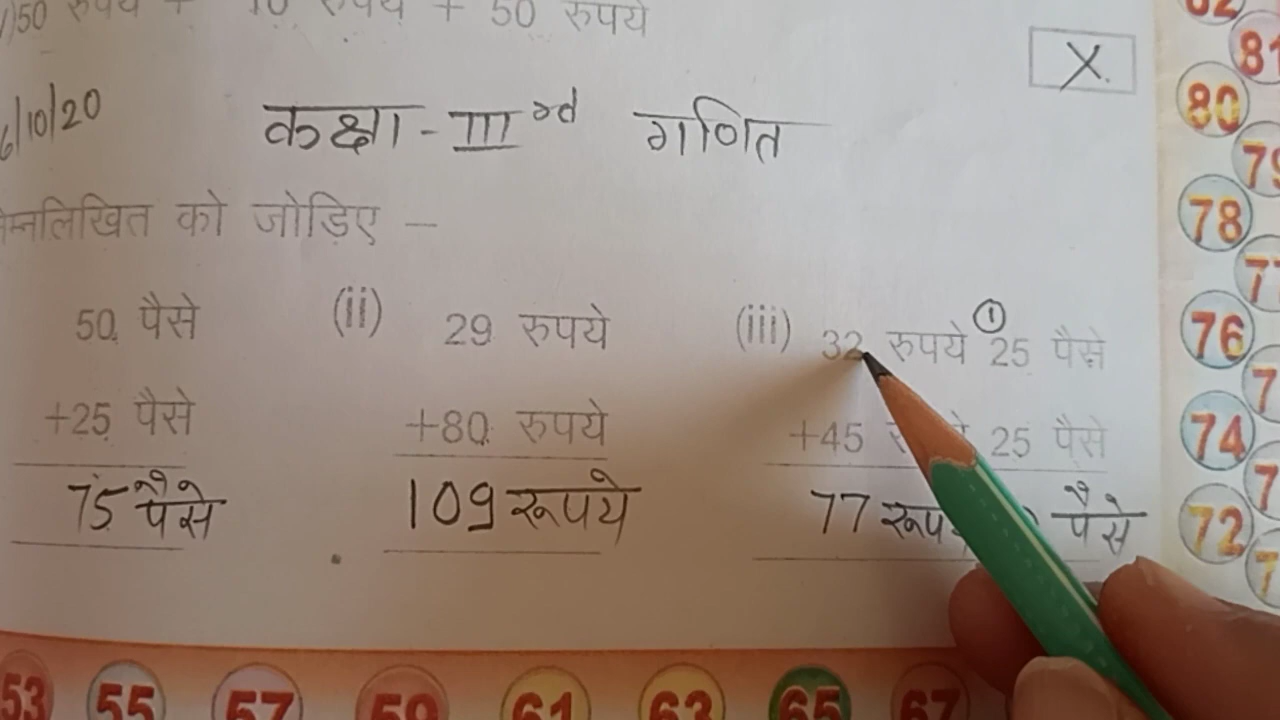 50 रुपये + 10 रुपये + 50 रुपये
X.
6/10/20
कक्षा - III rd गणित
निम्नलिखित को जोड़िए –
50 पैसे (ii) 29 रुपये (iii) 32 रुपये 1 25 पैसे
+25 पैसे +80 रुपये +45 25 पैसे
75 पैसे 109 रूपये 77 पैसे
82
81
80
79
78
76
74
72
53 55 57 59 61 63 65 67